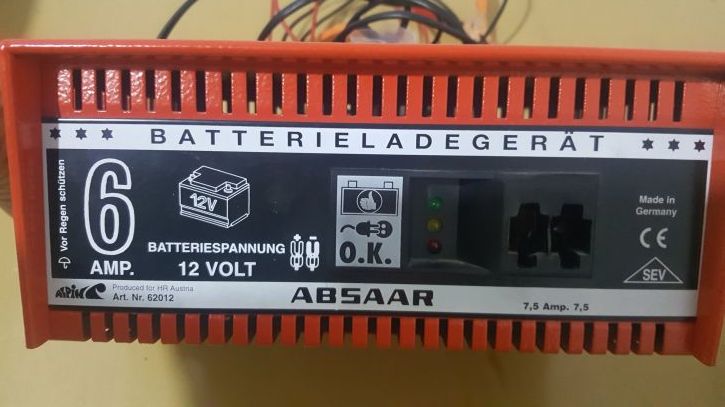 BATTERIELADEGERÄT
Vor Regen schützen
6
AMP.
12V
BATTERIESPANNUNG
12 VOLT
O.K.
Made in
Germany
CE
SEV
ALPIN
Produced for HR Austria
Art. Nr. 62012
ABSAAR
7,5 Amp. 7,5